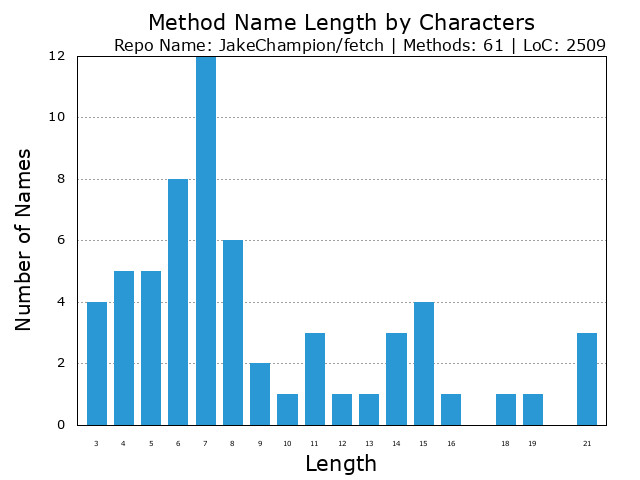 Method Name Length by Characters
Repo Name: JakeChampion/fetch | Methods: 61 | LoC: 2509
12
10
8
6
4
2
0
Number of Names
3 4 5 6 7 8 9 10 11 12 13 14 15 16 18 19 21
Length